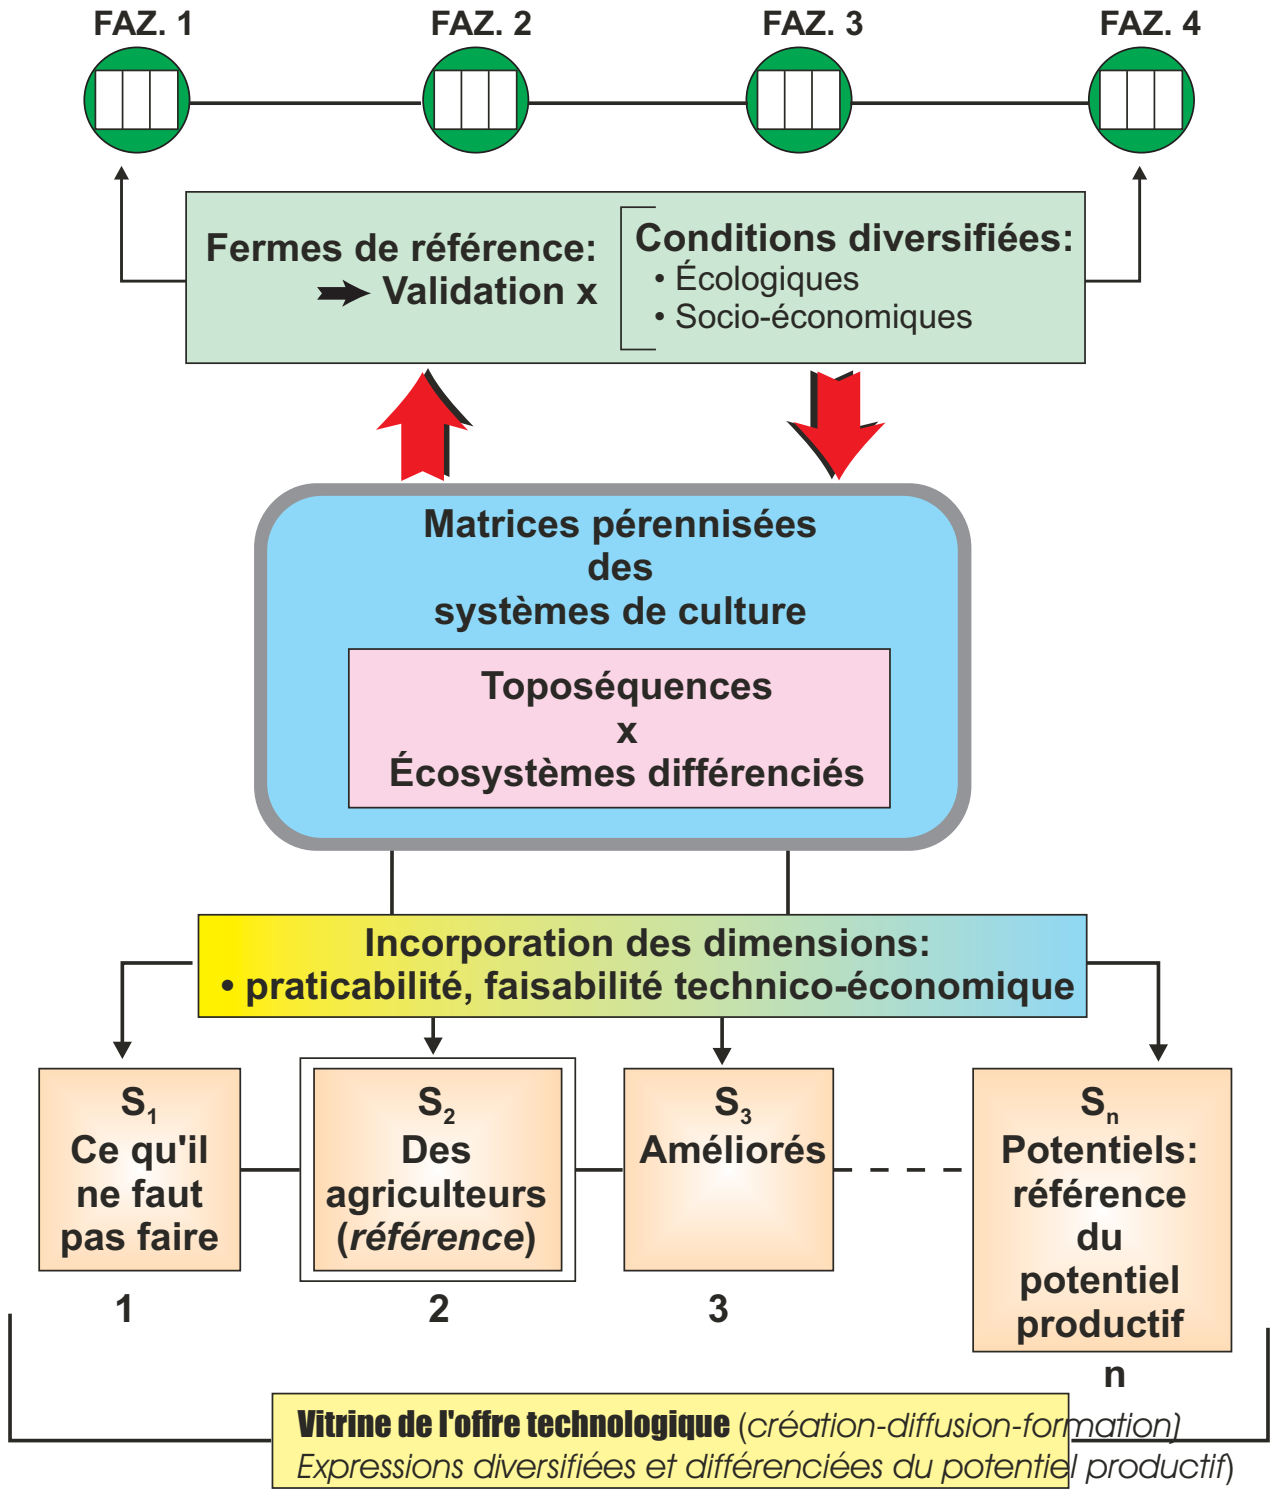 FAZ. 1
FAZ. 2
FAZ. 3
FAZ. 4
Fermes de référence:
Validation x
Conditions diversifiées:
• Écologiques
• Socio-économiques
Matrices pérennisées
des
systèmes de culture
Toposéquences
x
Écosystèmes différenciés
Incorporation des dimensions:
• praticabilité, faisabilité technico-économique
S1
Ce qu'il
ne faut
pas faire
1
S2
Des
agriculteurs
(référence)
2
S3
Améliorés
3
Sn
Potentiels:
référence
du
potentiel
productif
n
Vitrine de l'offre technologique (création-diffusion-formation)
Expressions diversifiées et différenciées du potentiel productif)